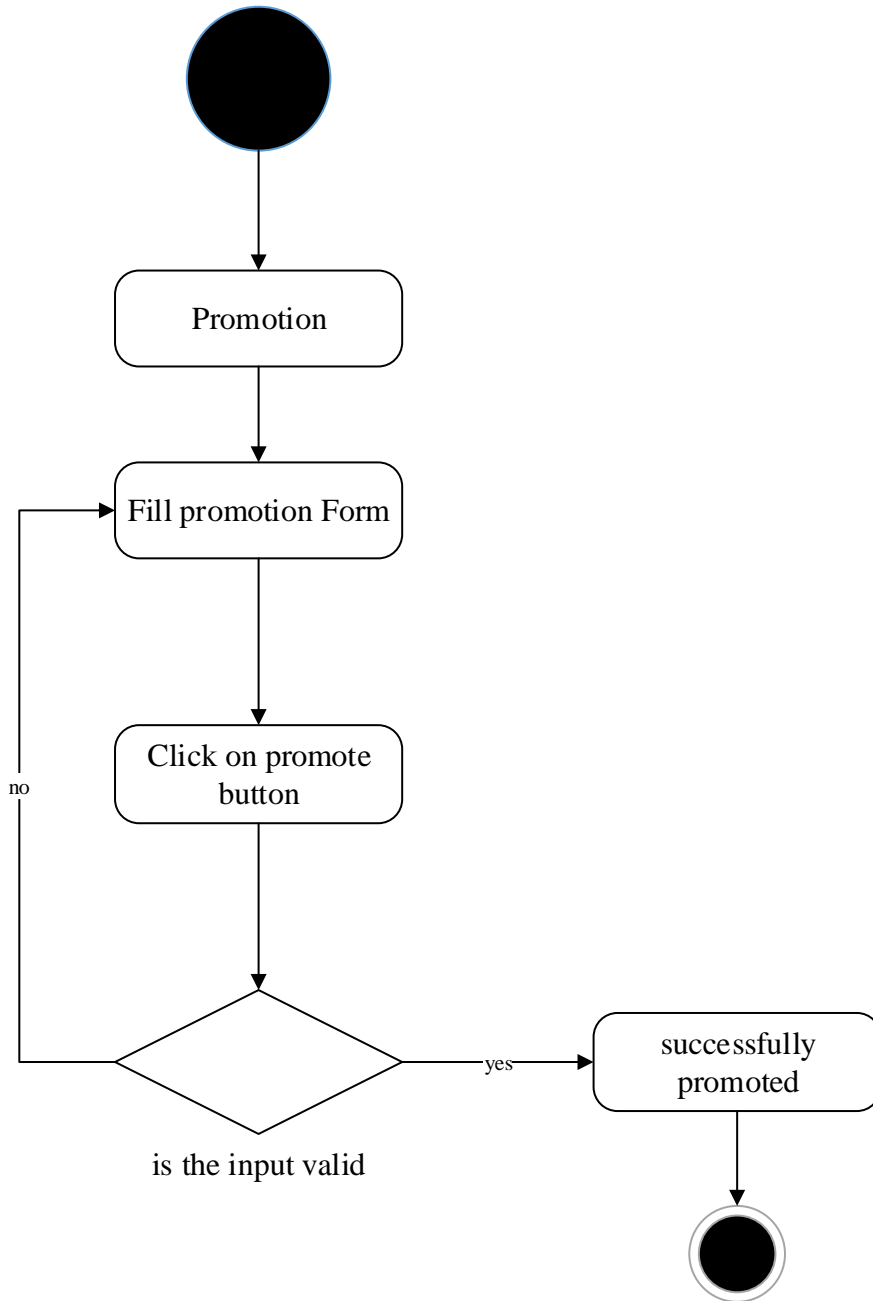 Promotion
Fill promotion Form
Click on promote
button
no
yes
successfully
promoted
is the input valid